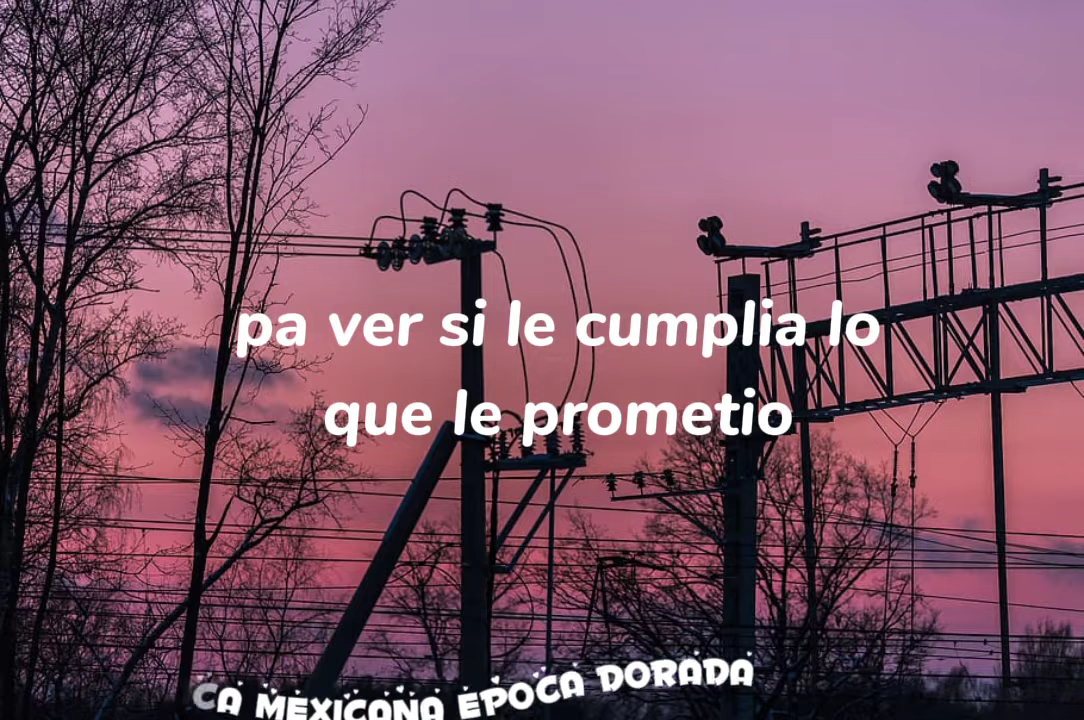 pa ver si le cumplia lo
que le prometio
CA MEXICANA EPOCA DORADA